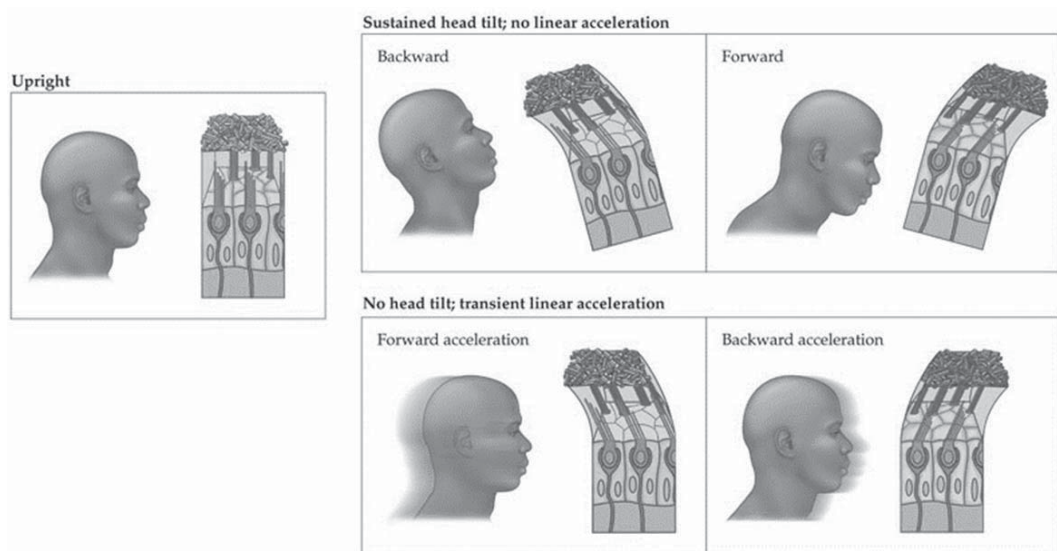 Upright
Sustained head tilt; no linear acceleration
Backward
Forward
No head tilt; transient linear acceleration
Forward acceleration
Backward acceleration